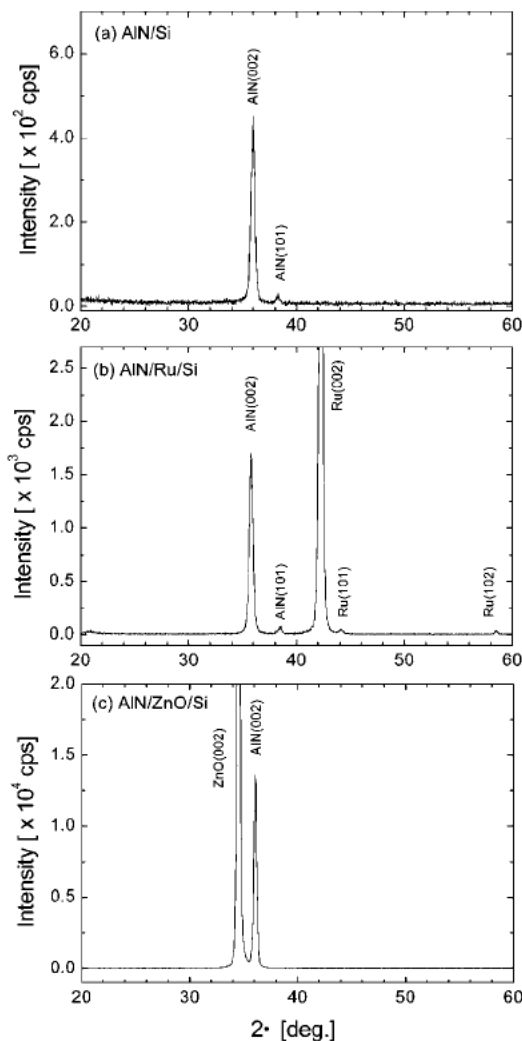 (a) AlN/Si
AlN(002)
AlN(101)
Intensity [ x 10² cps]
6.0
4.0
2.0
0.0
20 30 40 50 60
(b) AlN/Ru/Si
AlN(002)
AlN(101)
Ru(002)
Ru(101)
Ru(102)
Intensity [ x 10³ cps]
2.5
2.0
1.5
1.0
0.5
0.0
20 30 40 50 60
(c) AlN/ZnO/Si
ZnO(002)
AlN(002)
Intensity [ x 10⁴ cps]
2.0
1.5
1.0
0.5
0.0
20 30 40 50 60
2• [deg.]